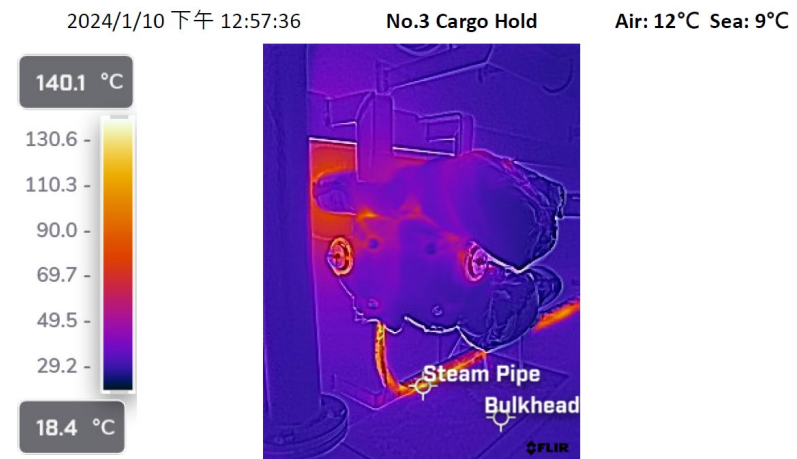 2024/1/10 下午 12:57:36
No.3 Cargo Hold
Air: 12℃ Sea: 9℃
140.1 °C
130.6
110.3
90.0
69.7
49.5
29.2
18.4 °C
Steam Pipe
Bulkhead
FLIR